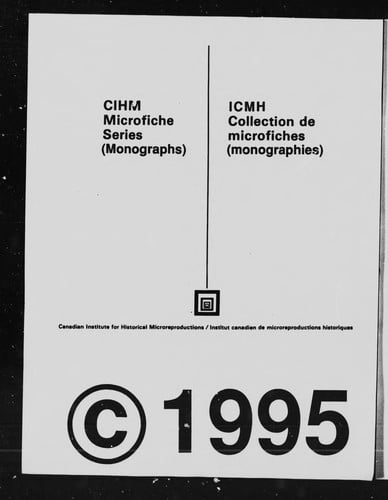 CIHM
Microfiche
Series
(Monographs)
ICMH
Collection de
microfiches
(monographies)
Canadian Institute for Historical Microreproductions / Institut canadien de microreproductions historiques
© 1995